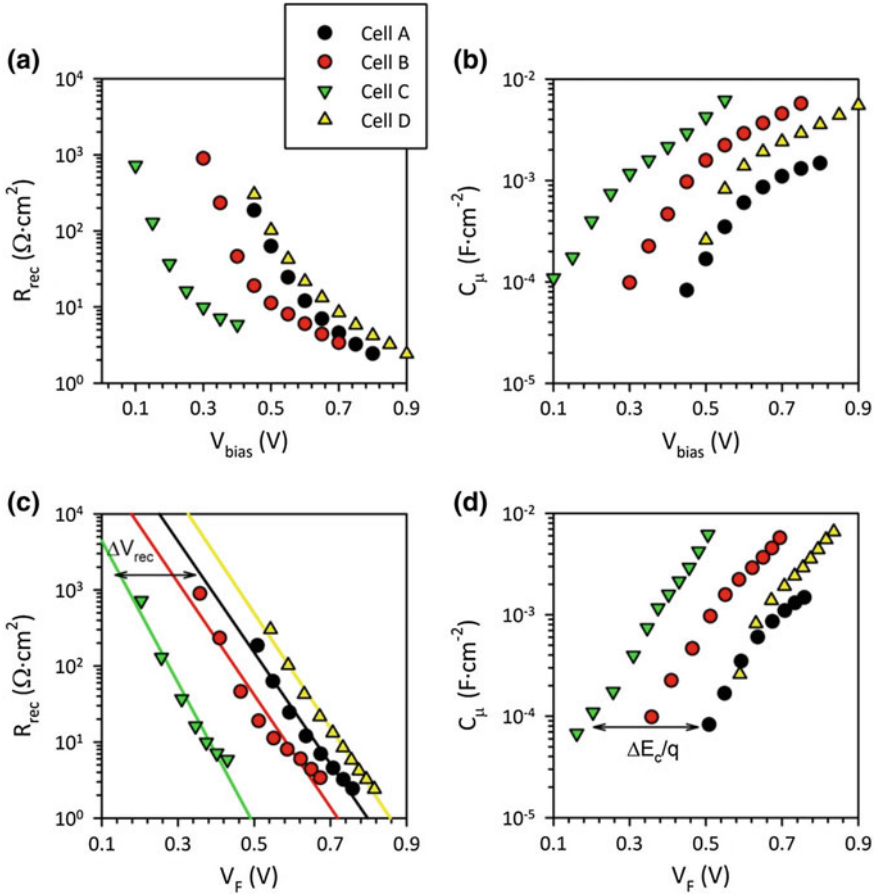 Cell A
Cell B
Cell C
Cell D
(a)
10⁴
10³
10²
10¹
10⁰
R_rec (Ω·cm²)
0.1 0.3 0.5 0.7 0.9
V_bias (V)
(b)
10⁻²
10⁻³
10⁻⁴
10⁻⁵
C_μ (F·cm⁻²)
0.1 0.3 0.5 0.7 0.9
V_bias (V)
(c)
10⁴
10³
10²
10¹
10⁰
R_rec (Ω·cm²)
ΔV_rec
0.1 0.3 0.5 0.7 0.9
V_F (V)
(d)
10⁻²
10⁻³
10⁻⁴
10⁻⁵
C_μ (F·cm⁻²)
ΔE_c/q
0.1 0.3 0.5 0.7 0.9
V_F (V)